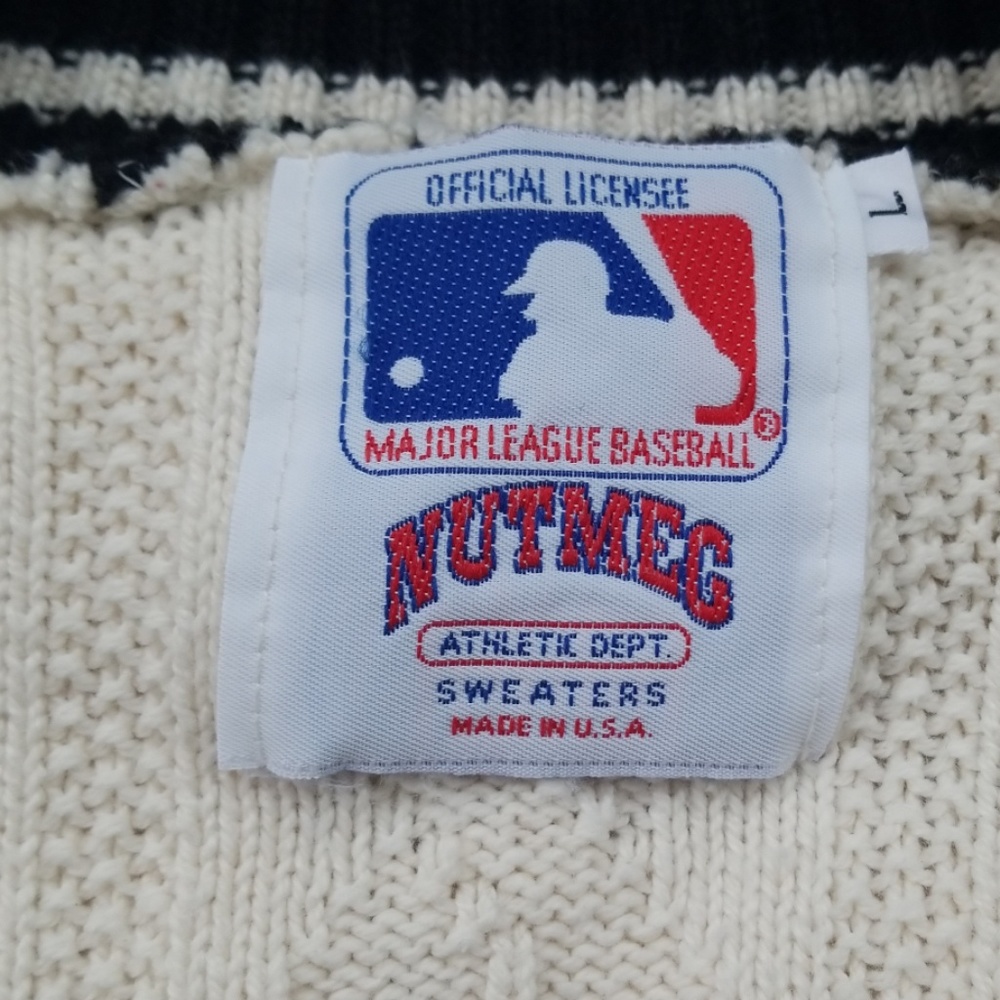 OFFICIAL LICENSEE
L
MAJOR LEAGUE BASEBALL®
NUTMEG
ATHLETIC DEPT.
SWEATERS
MADE IN U.S.A.